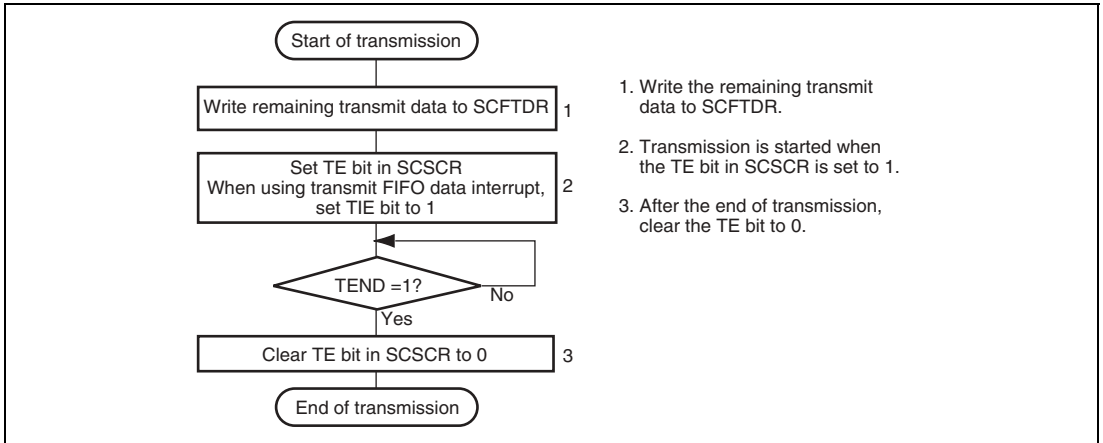 Start of transmission
Write remaining transmit data to SCFTDR
1
Set TE bit in SCSCR
When using transmit FIFO data interrupt,
set TIE bit to 1
2
TEND =1?
No
Yes
Clear TE bit in SCSCR to 0
3
End of transmission
1. Write the remaining transmit
data to SCFTDR.
2. Transmission is started when
the TE bit in SCSCR is set to 1.
3. After the end of transmission,
clear the TE bit to 0.